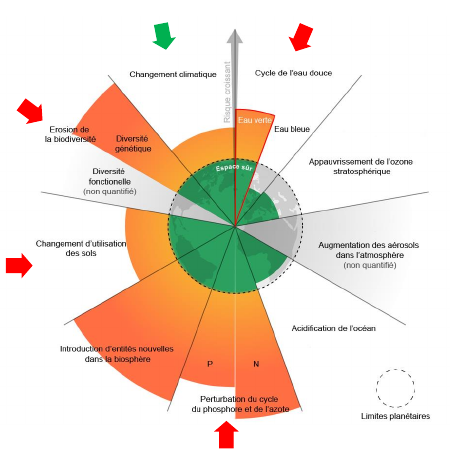 Changement climatique
Cycle de l'eau douce
Risque croissant
Eau verte
Eau bleue
Erosion de
la biodiversité
Diversité
génétique
Diversité
fonctionelle
(non quantifié)
Espace sûr
Appauvrissement de l'ozone
stratosphérique
Changement d'utilisation
des sols
Augmentation des aérosols
dans l'atmosphère
(non quantifié)
Acidification de l'océan
Introduction d'entités nouvelles
dans la biosphère
P
N
Perturbation du cycle
du phosphore et de l'azote
Limites planétaires